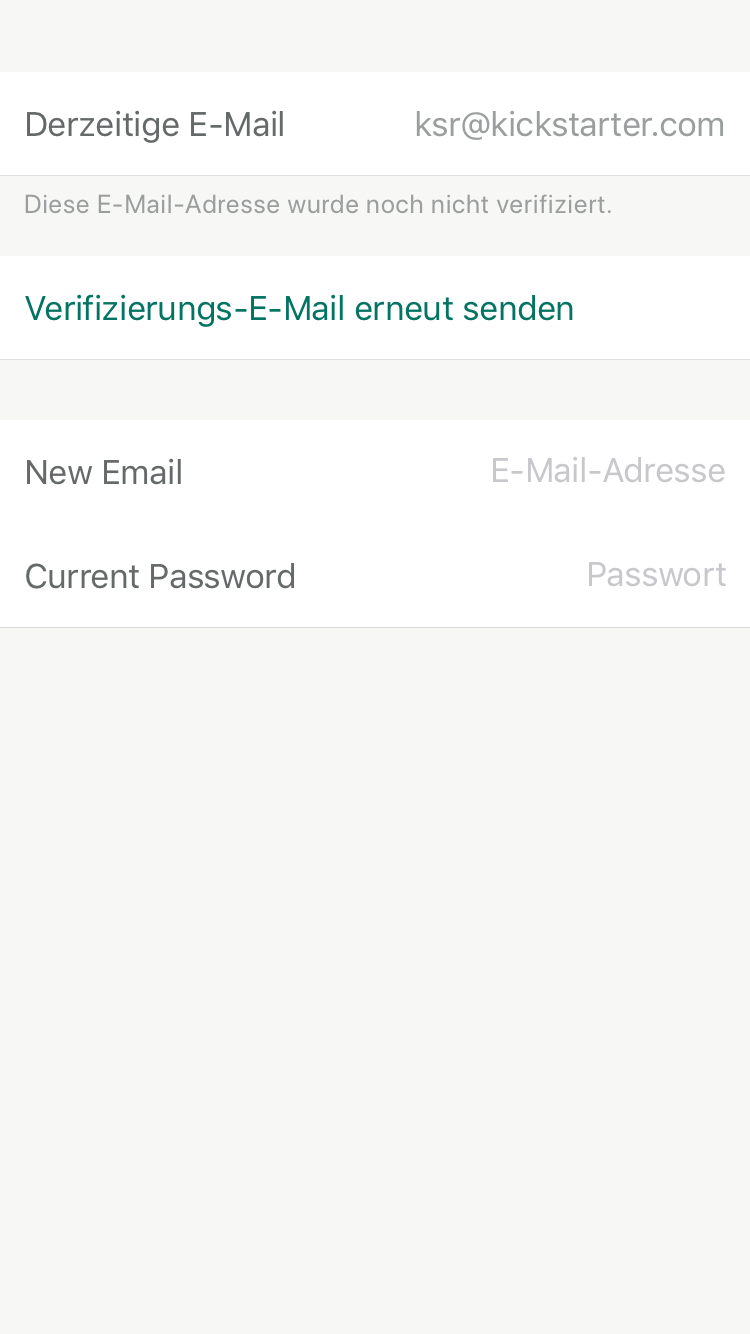 Derzeitige E-Mail ksr@kickstarter.com
Diese E-Mail-Adresse wurde noch nicht verifiziert.
Verifizierungs-E-Mail erneut senden
New Email E-Mail-Adresse
Current Password Passwort